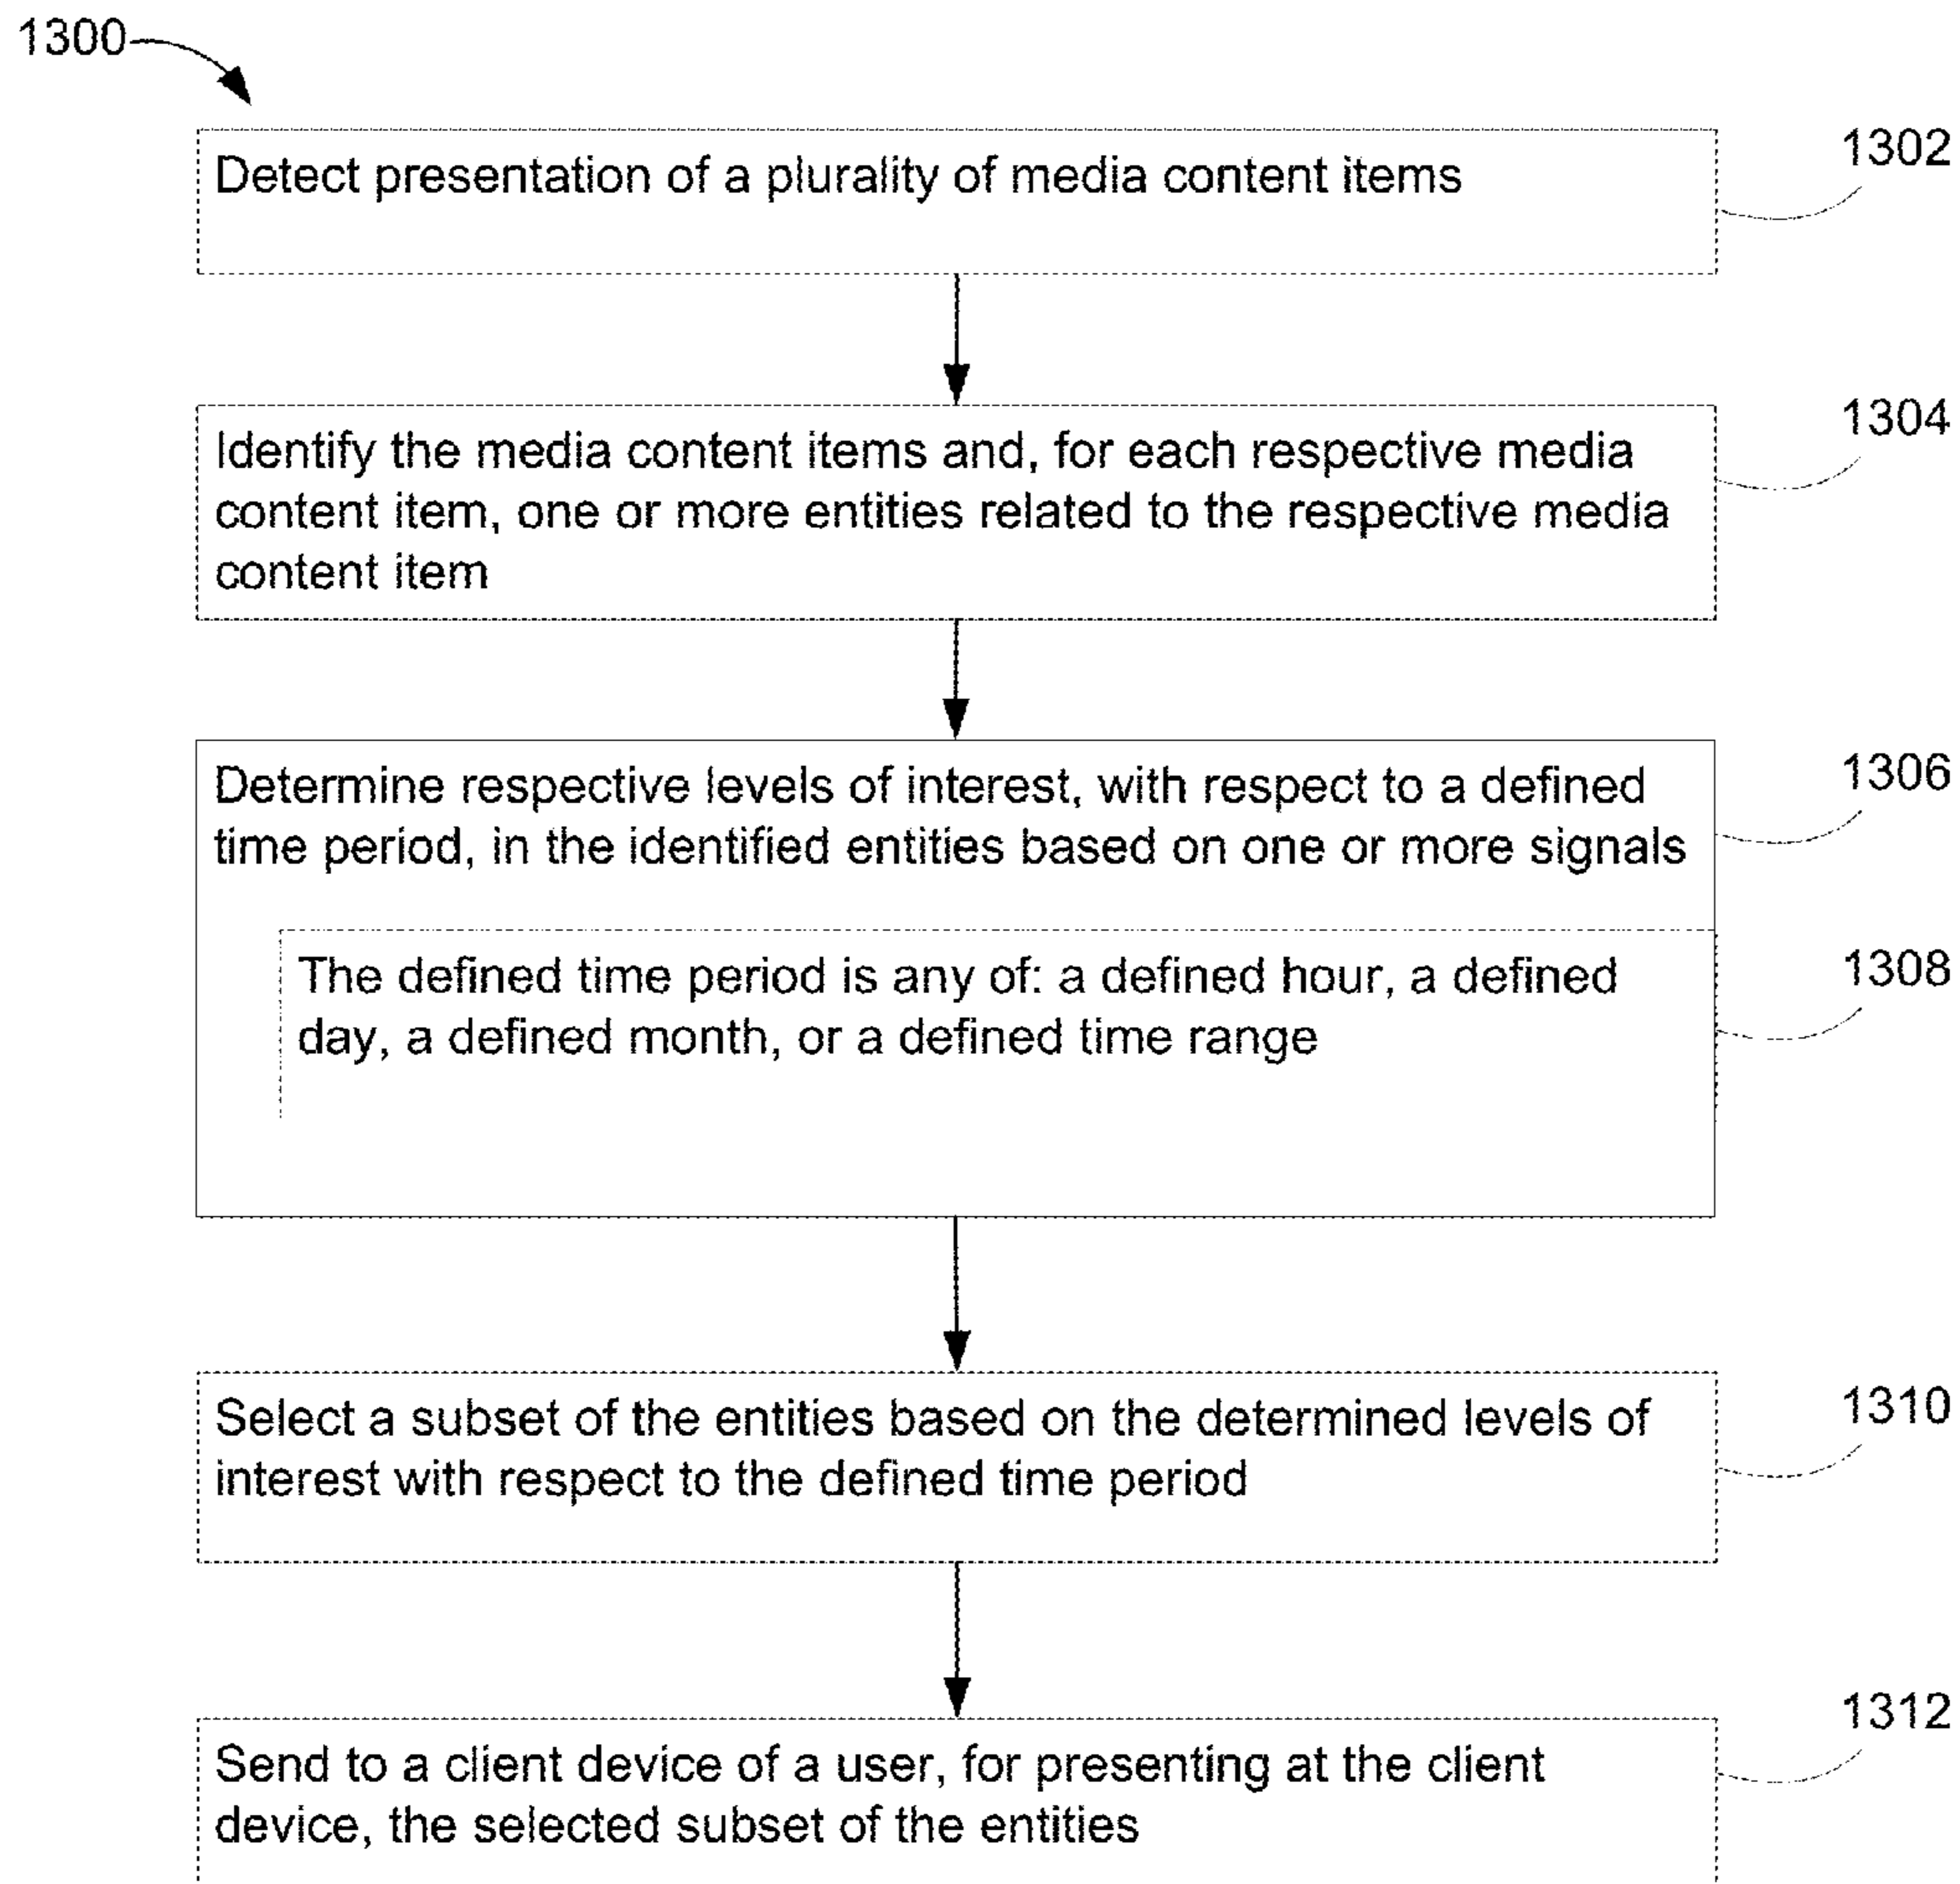 1300
Detect presentation of a plurality of media content items
1302
Identify the media content items and, for each respective media
content item, one or more entities related to the respective media
content item
1304
Determine respective levels of interest, with respect to a defined
time period, in the identified entities based on one or more signals
1306
The defined time period is any of: a defined hour, a defined
day, a defined month, or a defined time range
1308
Select a subset of the entities based on the determined levels of
interest with respect to the defined time period
1310
Send to a client device of a user, for presenting at the client
device, the selected subset of the entities
1312